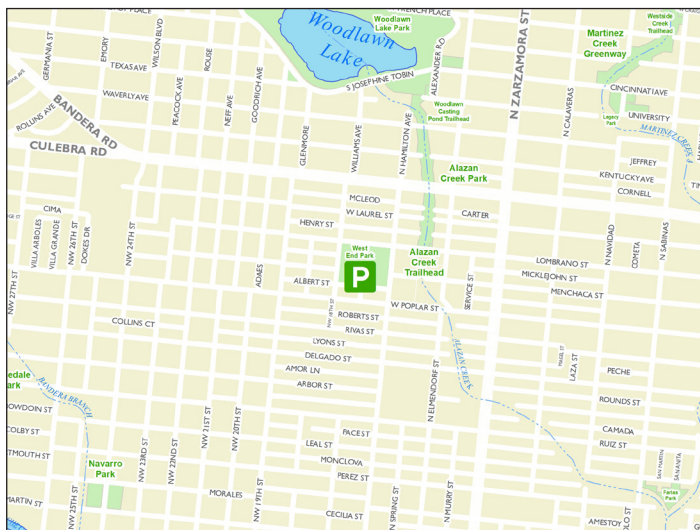 FRENCH PLACE
Woodlawn
Lake Park
Woodlawn
Lake
Westside
Creek
Trailhead
Martinez
Creek
Greenway
GERMANIA ST
EMORY
WILSON BLVD
ROUSE
TEXAS AVE
WAVERLY AVE
PEACOCK AVE
NEFF AVE
GOODRICH AVE
S JOSEPHINE TOBIN
ALEXANDER RD
N ZARZAMORA ST
N CALAVERAS
CINCINNATI AVE
UNIVERSITY
Legacy
Park
MARTINEZ CREEK
ROLLINS AVE
BANDERA RD
CULEBRA RD
GLENMORE
WILLIAMS AVE
N HAMILTON AVE
Woodlawn
Casting
Pond Trailhead
JEFFREY
KENTUCKY AVE
CORNELL
Alazan
Creek Park
MCLEOD
W LAUREL ST
CARTER
HENRY ST
CIMA
VILLA ARBOLES
VILLA GRANDE
NW 26TH ST
DOKES DR
NW 24TH ST
N NAVIDAD
COMETA
N SABINAS
West
End Park
P
Alazan
Creek
Trailhead
LOMBRANO ST
MICKLEJOHN ST
MENCHACA ST
NW 27TH ST
ADAES
ALBERT ST
SERVICE ST
W POPLAR ST
NW 18TH ST
ROBERTS ST
RIVAS ST
COLLINS CT
LYONS ST
DELGADO ST
AMOR LN
ARBOR ST
ALAZAN CREEK
LAZA ST
PECHE
ROUNDS ST
BANDERA BRANCH
N ELMENDORF ST
CAMADA
RUIZ ST
NW 21ST ST
NW 20TH ST
PACE ST
LEAL ST
MONCLOVA
PEREZ ST
COLBY ST
NW 23RD ST
NW 22ND ST
Navarro
Park
MORALES
NW 19TH ST
MARTIN ST
NW 25TH ST
CECILIA ST
N SPRING ST
N MURRY ST
SAN MARTIN
SAN ANITA
Farias
Park
AMESTOY